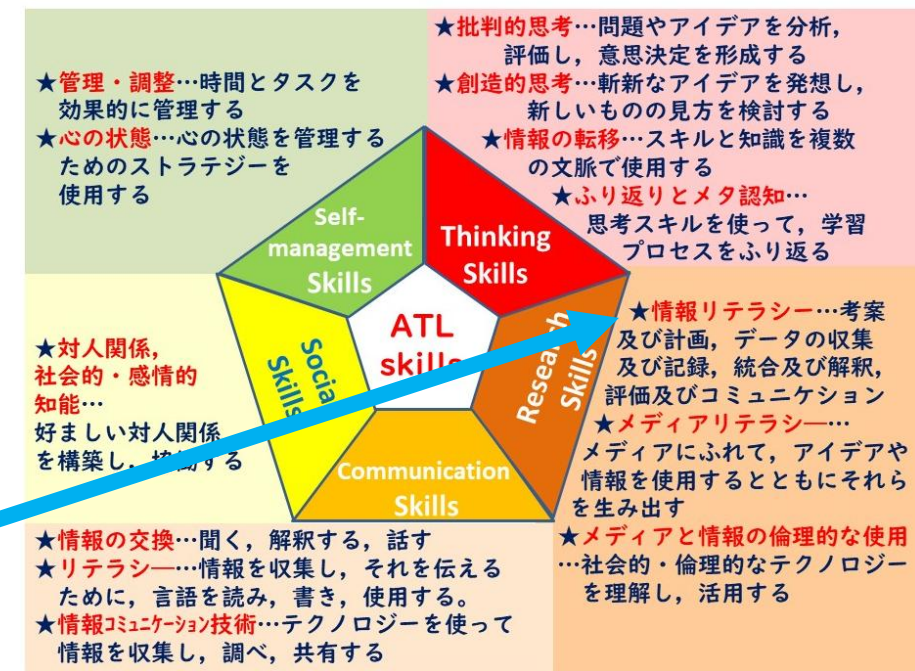 ★管理・調整…時間とタスクを
効果的に管理する
★心の状態…心の状態を管理する
ためのストラテジーを
使用する
★批判的思考…問題やアイデアを分析,
評価し，意思決定を形成する
★創造的思考…斬新なアイデアを発想し,
新しいものの見方を検討する
★情報の転移…スキルと知識を複数
の文脈で使用する
★ふり返りとメタ認知…
思考スキルを使って，学習
プロセスをふり返る
Self-
management
Skills
Thinking
Skills
ATL
skills
Social
Skills
Research
Skills
Communication
Skills
★対人関係,
社会的・感情的
知能…
好ましい対人関係
を構築し，協働する
★情報リテラシー…考案
及び計画，データの収集
及び記録，統合及び解釈,
評価及びコミュニケション
★メディアリテラシー…
メディアにふれて，アイデアや
情報を使用するとともにそれら
を生み出す
★メディアと情報の倫理的な使用
…社会的・倫理的なテクノロジー
を理解し，活用する
★情報の交換…聞く，解釈する，話す
★リテラシー…情報を収集し，それを伝える
ために，言語を読み，書き，使用する。
★情報ｺﾐｭﾆｹｰｼｮﾝ技術…テクノロジーを使って
情報を収集し，調べ，共有する